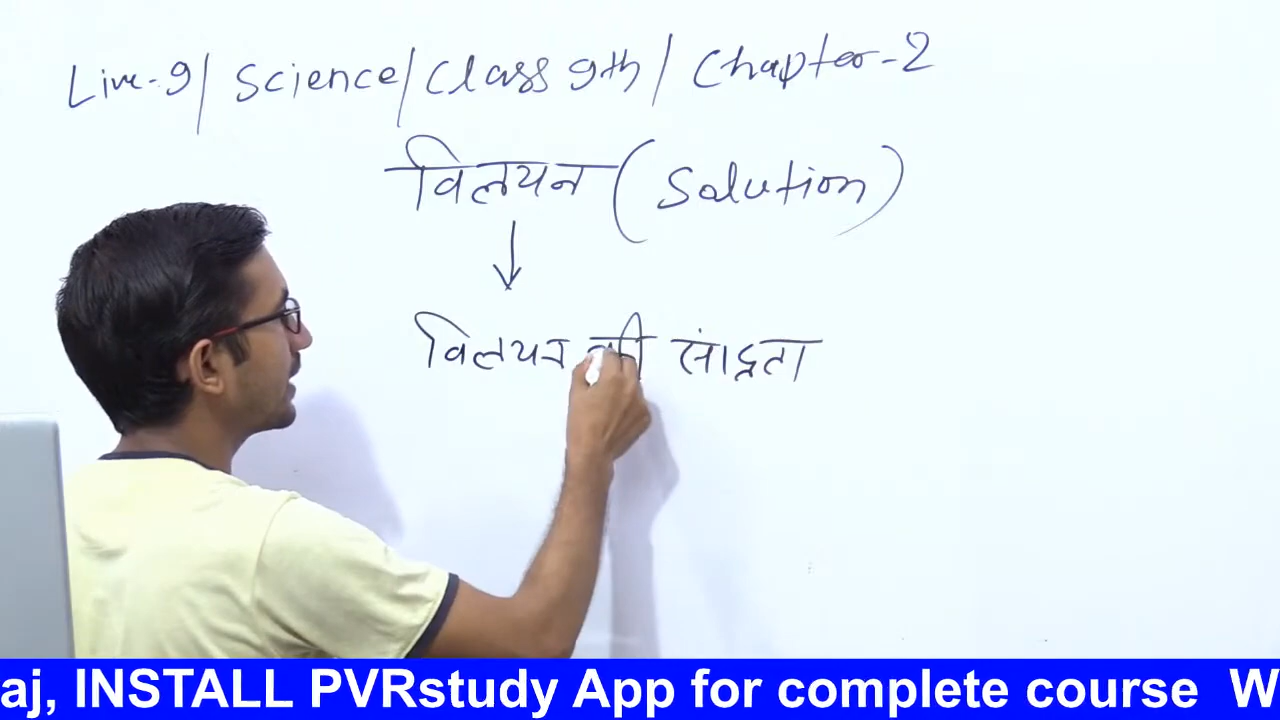 Live-9/ Science/Class 9th/ Chapter-2
विलयन (Solution)
विलयन की सांद्रता
aj, INSTALL PVRstudy App for complete course W